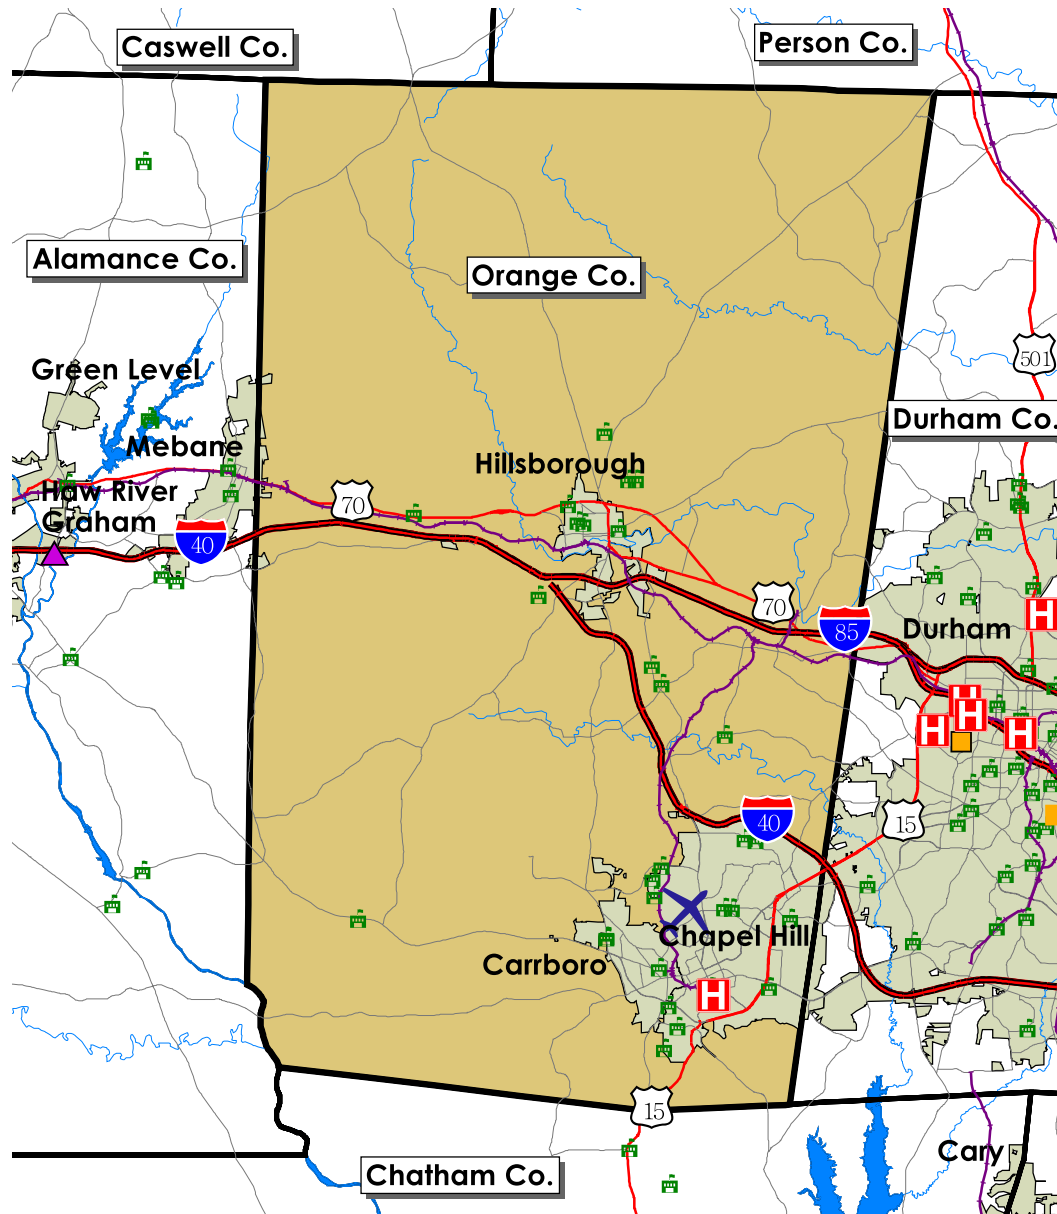 Caswell Co.
Person Co.
Alamance Co.
Orange Co.
501
Green Level
Durham Co.
Mebane
Hillsborough
Haw River
70
Graham
40
70
85
Durham
H
H
H
H
H
40
15
Chapel Hill
Carrboro
H
15
Cary
Chatham Co.